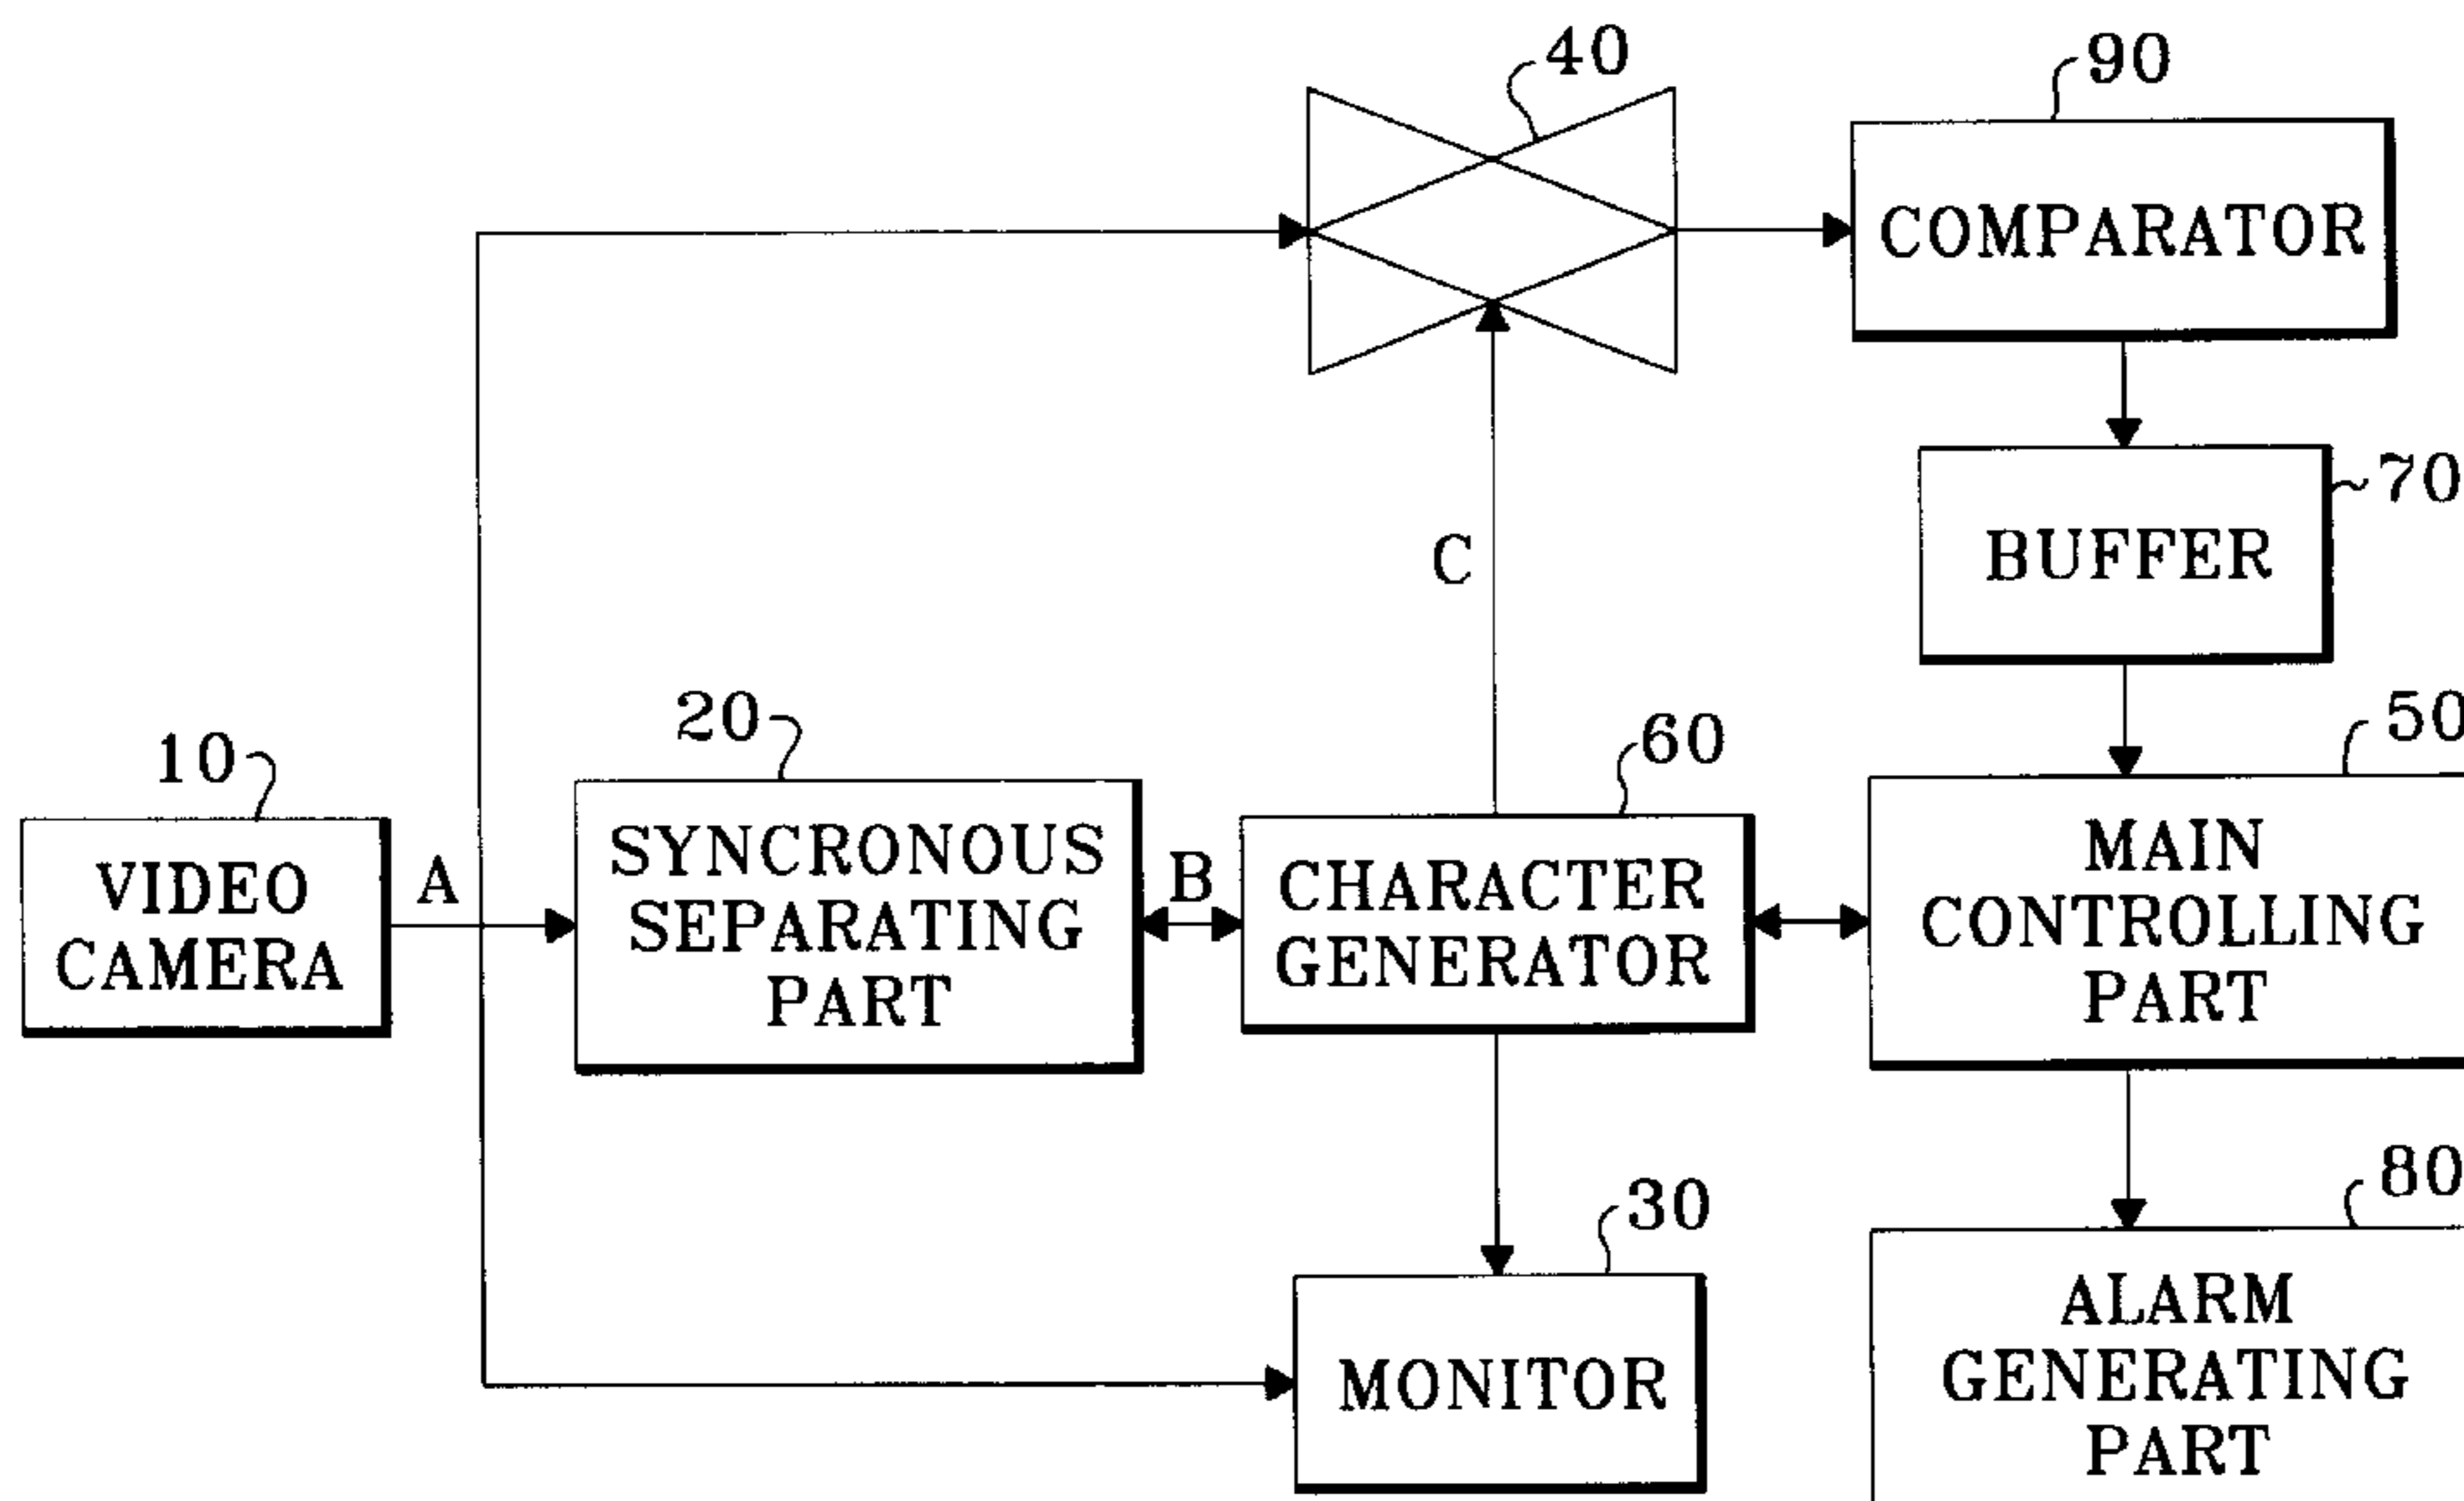 40
90
COMPARATOR
70
BUFFER
C
10
20
60
50
VIDEO
CAMERA
A
SYNCRONOUS
SEPARATING
PART
B
CHARACTER
GENERATOR
MAIN
CONTROLLING
PART
30
80
MONITOR
ALARM
GENERATING
PART